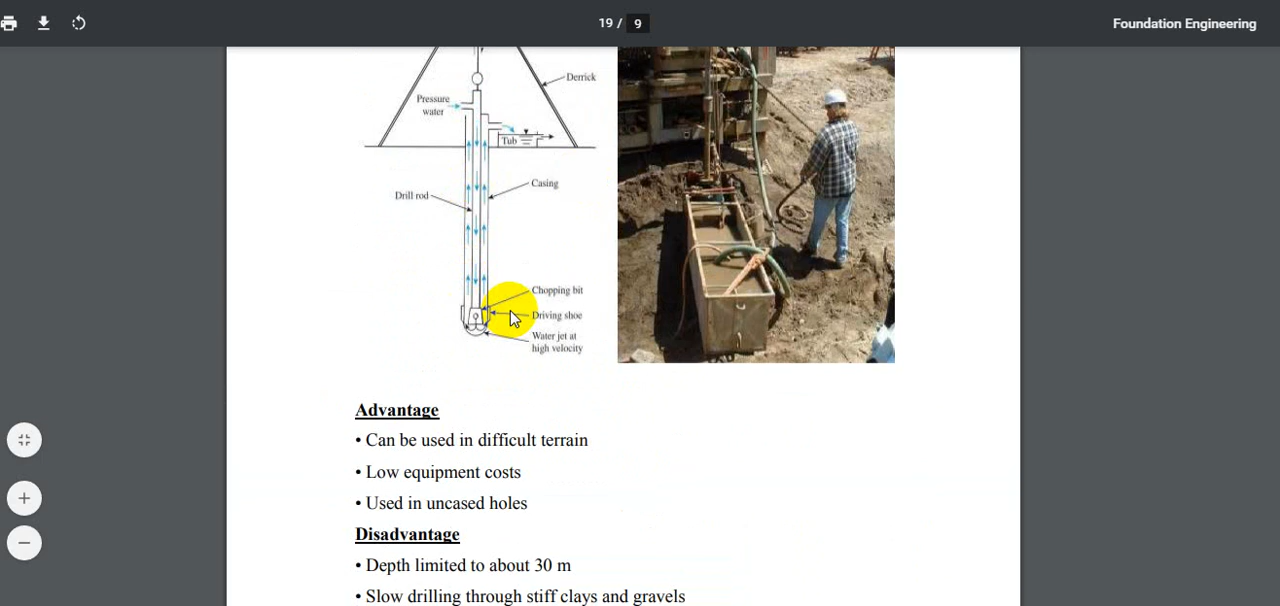 19 / 9
Foundation Engineering
Derrick
Pressure
water
Tub
Casing
Drill rod
Chopping bit
Driving shoe
Water jet at
high velocity
Advantage
• Can be used in difficult terrain
• Low equipment costs
• Used in uncased holes
Disadvantage
• Depth limited to about 30 m
• Slow drilling through stiff clays and gravels